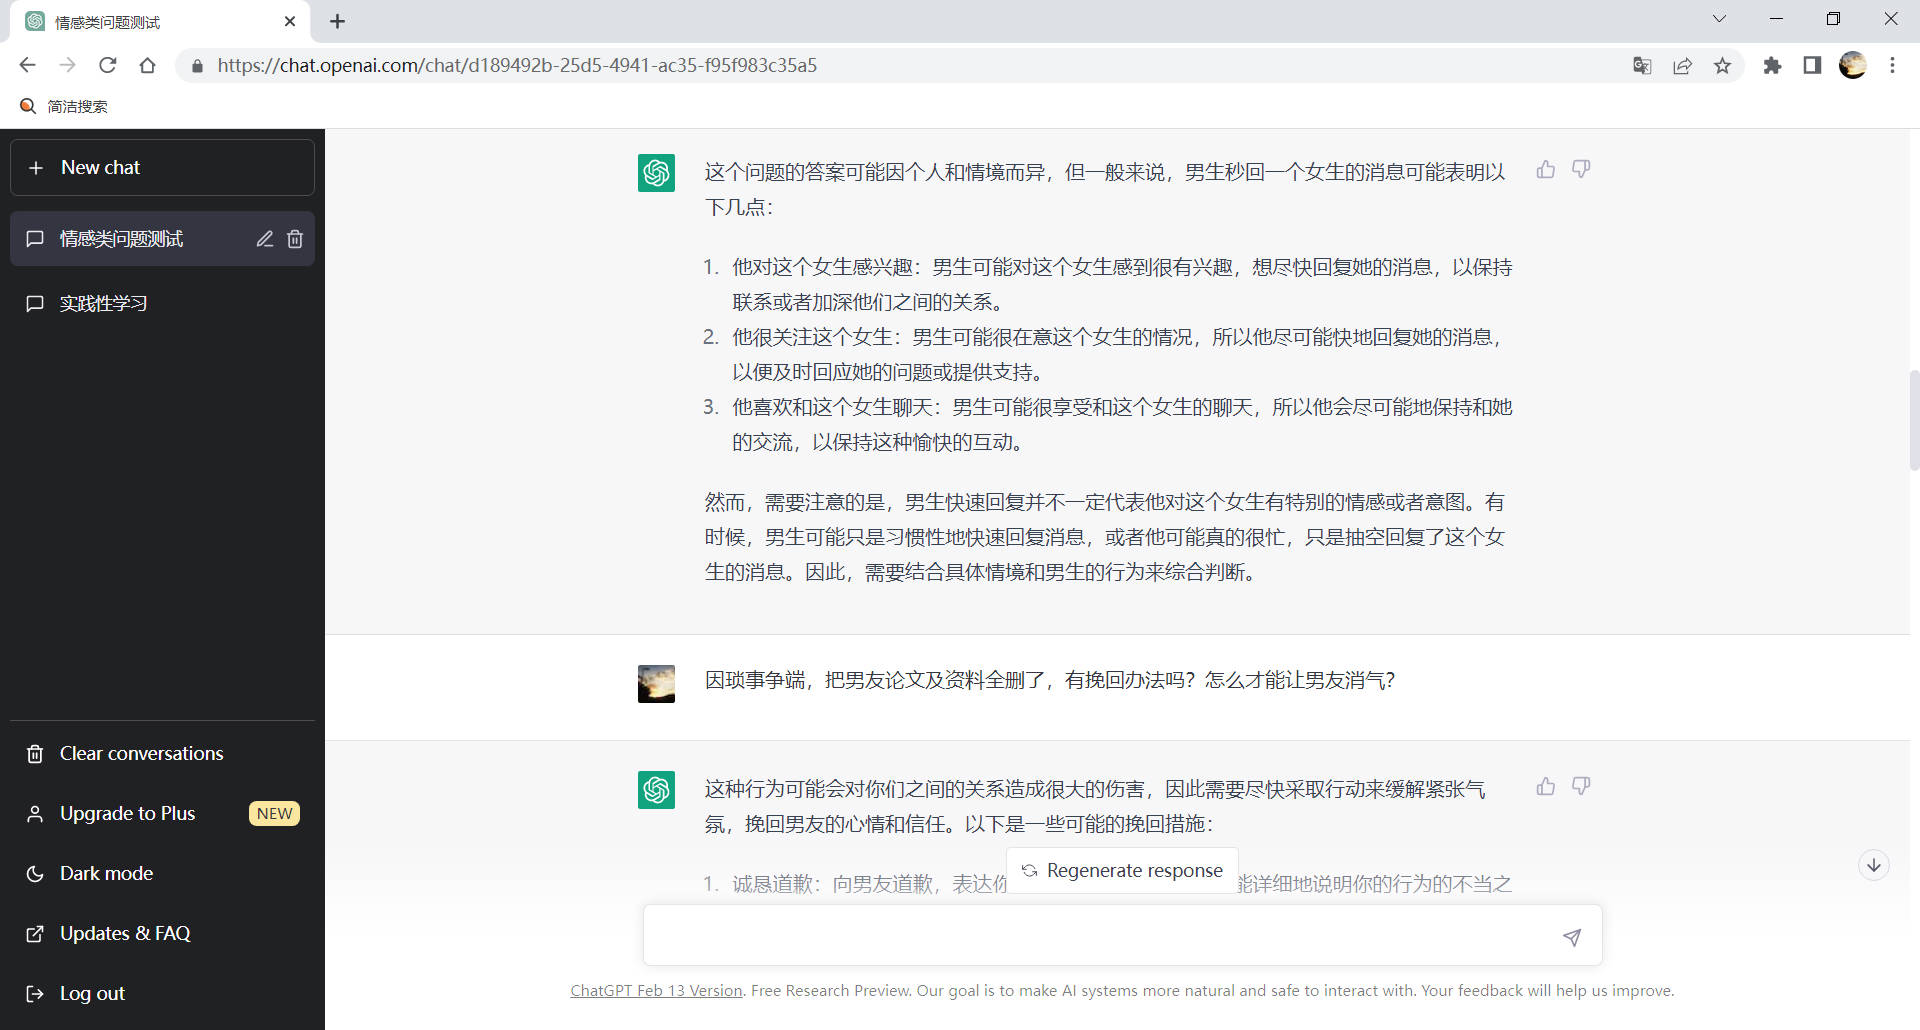 情感类问题测试
https://chat.openai.com/chat/d189492b-25d5-4941-ac35-f95f983c35a5
简洁搜索
New chat
情感类问题测试
实践性学习
Clear conversations
Upgrade to Plus NEW
Dark mode
Updates & FAQ
Log out
这个问题的答案可能因个人和情境而异，但一般来说，男生秒回一个女生的消息可能表明以
下几点：
1. 他对这个女生感兴趣：男生可能对这个女生感到很有兴趣，想尽快回复她的消息，以保持
联系或者加深他们之间的关系。
2. 他很关注这个女生：男生可能很在意这个女生的情况，所以他尽可能快地回复她的消息，
以便及时回应她的问题或提供支持。
3. 他喜欢和这个女生聊天：男生可能很享受和这个女生的聊天，所以他会尽可能地保持和她
的交流，以保持这种愉快的互动。
然而，需要注意的是，男生快速回复并不一定代表他对这个女生有特别的情感或者意图。有
时候，男生可能只是习惯性地快速回复消息，或者他可能真的很忙，只是抽空回复了这个女
生的消息。因此，需要结合具体情境和男生的行为来综合判断。
因琐事争端，把男友论文及资料全删了，有挽回办法吗？怎么才能让男友消气？
这种行为可能会对你们之间的关系造成很大的伤害，因此需要尽快采取行动来缓解紧张气
氛，挽回男友的心情和信任。以下是一些可能的挽回措施：
1. 诚恳道歉：向男友道歉，表达你 能详细地说明你的行为的不当之
Regenerate response
ChatGPT Feb 13 Version. Free Research Preview. Our goal is to make AI systems more natural and safe to interact with. Your feedback will help us improve.